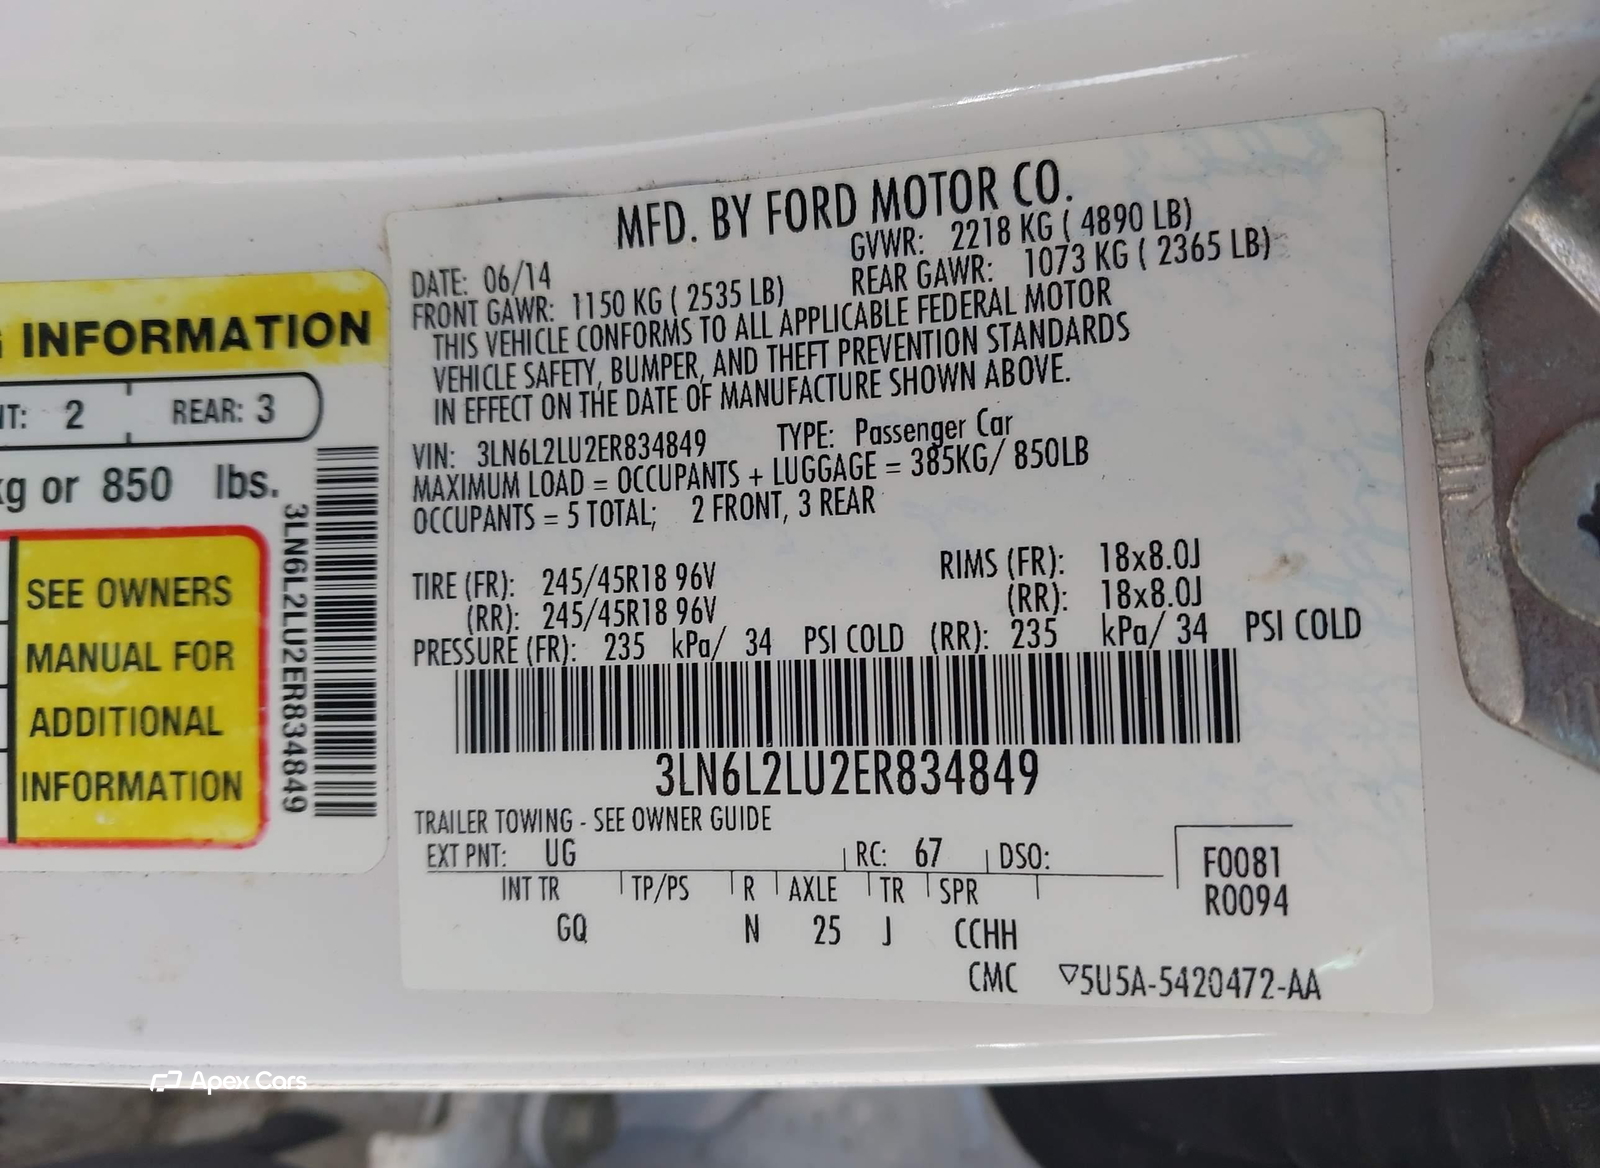 MFD. BY FORD MOTOR CO.
DATE: 06/14 GVWR: 2218 KG ( 4890 LB)
FRONT GAWR: 1150 KG ( 2535 LB) REAR GAWR: 1073 KG ( 2365 LB)
THIS VEHICLE CONFORMS TO ALL APPLICABLE FEDERAL MOTOR
VEHICLE SAFETY, BUMPER, AND THEFT PREVENTION STANDARDS
IN EFFECT ON THE DATE OF MANUFACTURE SHOWN ABOVE.
VIN: 3LN6L2LU2ER834849 TYPE: Passenger Car
MAXIMUM LOAD = OCCUPANTS + LUGGAGE = 385KG/ 850LB
OCCUPANTS = 5 TOTAL; 2 FRONT, 3 REAR
TIRE (FR): 245/45R18 96V RIMS (FR): 18x8.0J
(RR): 245/45R18 96V (RR): 18x8.0J
PRESSURE (FR): 235 kPa/ 34 PSI COLD (RR): 235 kPa/ 34 PSI COLD
3LN6L2LU2ER834849
TRAILER TOWING - SEE OWNER GUIDE
EXT PNT: UG RC: 67 DSO:
INT TR TP/PS R AXLE TR SPR
GQ N 25 J CCHH
CMC ▽5U5A-5420472-AA
F0081
R0094
INFORMATION
2 REAR: 3
kg or 850 lbs.
SEE OWNERS
MANUAL FOR
ADDITIONAL
INFORMATION
3LN6L2LU2ER834849
Apex Cars